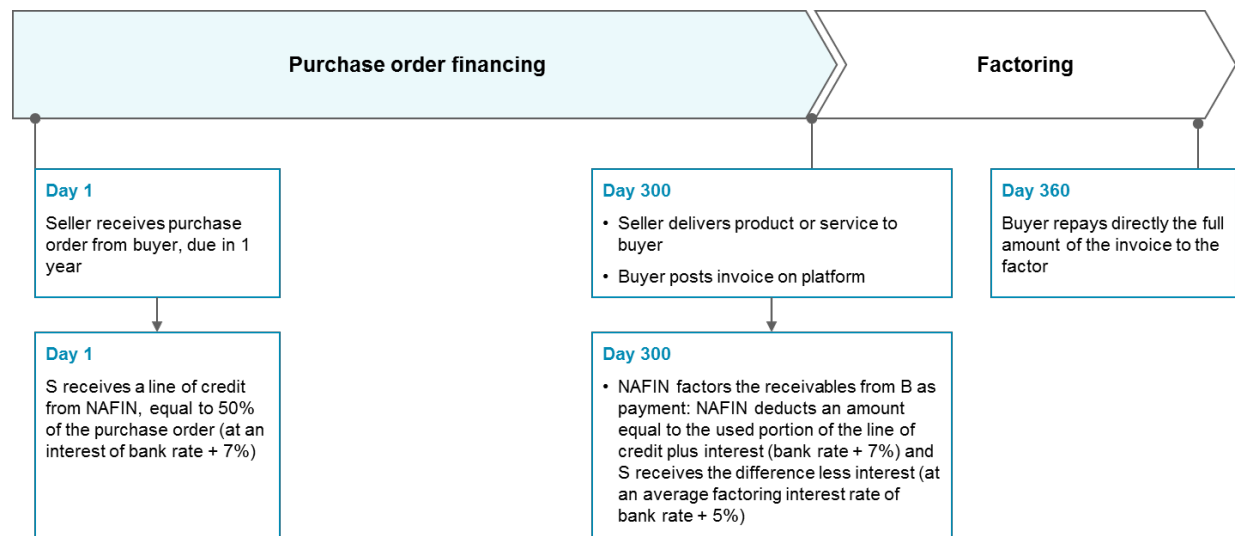 Purchase order financing
Factoring
Day 1
Seller receives purchase
order from buyer, due in 1
year
Day 300
• Seller delivers product or service to
buyer
• Buyer posts invoice on platform
Day 360
Buyer repays directly the full
amount of the invoice to the
factor
Day 1
S receives a line of credit
from NAFIN, equal to 50%
of the purchase order (at an
interest of bank rate + 7%)
Day 300
• NAFIN factors the receivables from B as
payment: NAFIN deducts an amount
equal to the used portion of the line of
credit plus interest (bank rate + 7%) and
S receives the difference less interest (at
an average factoring interest rate of
bank rate + 5%)